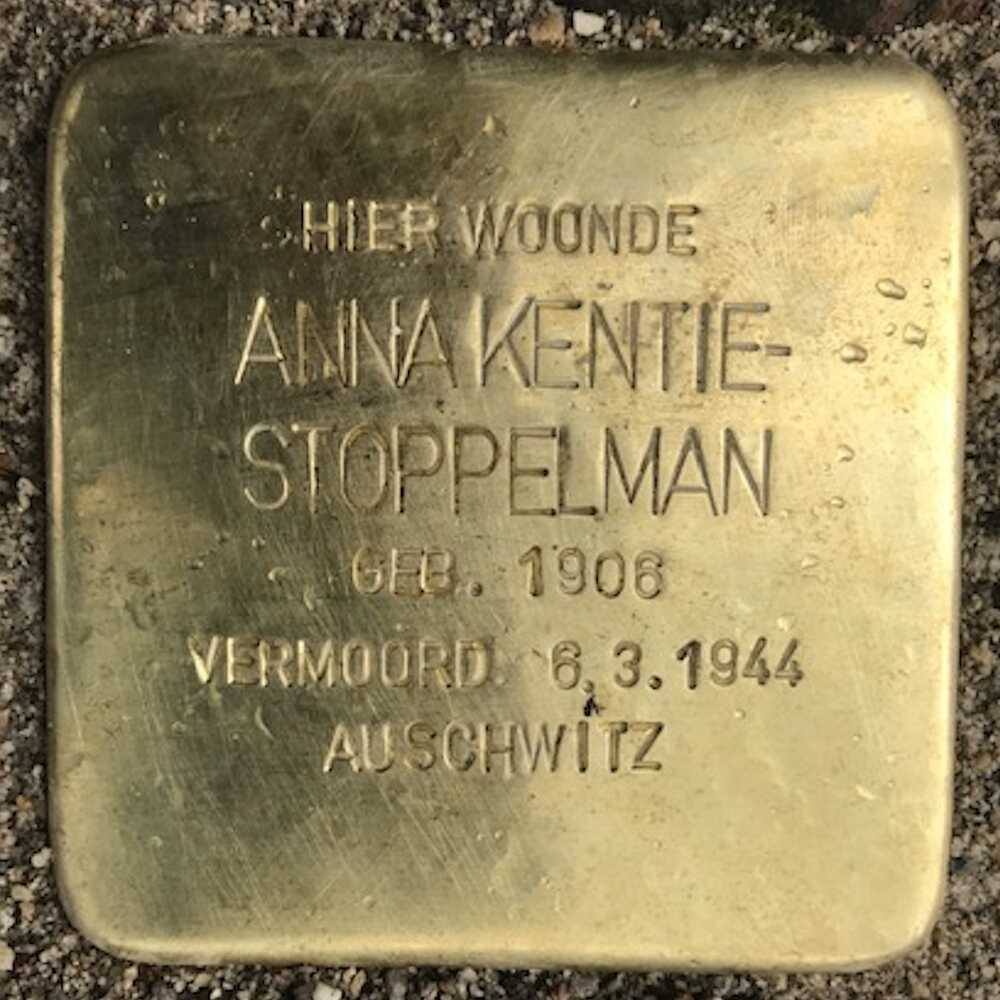 HIER WOONDE
ANNA KENTIE-
STOPPELMAN
GEB. 1906
VERMOORD 6.3.1944
AUSCHWITZ